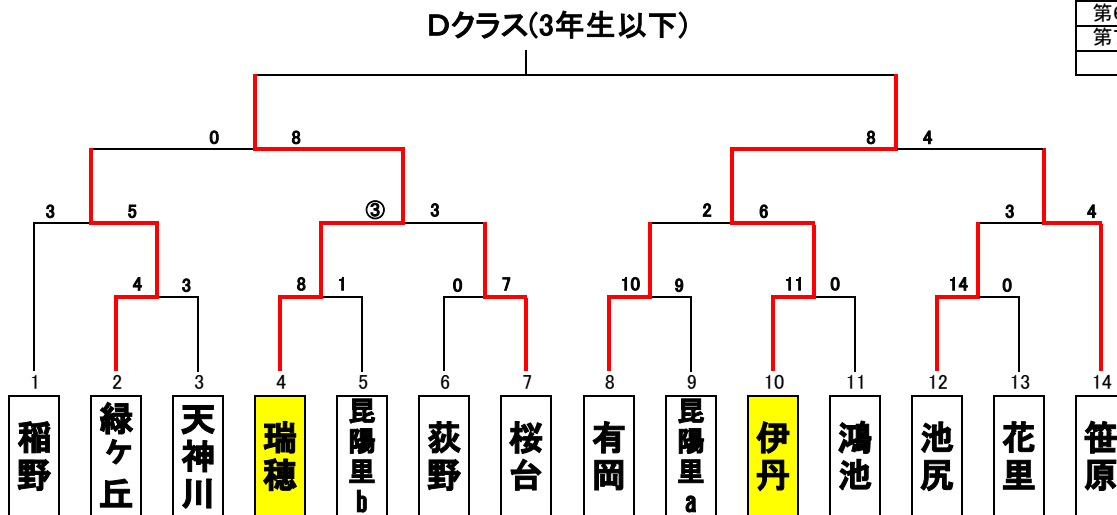 Dクラス(3年生以下)
第
第
0 8 8 4
3 5 ③ 3 2 6 3 4
4 3 8 1 0 7 10 9 11 0 14 0
1 2 3 4 5 6 7 8 9 10 11 12 13 14
稲野
緑ヶ丘
天神川
瑞穂
昆陽里b
荻野
桜台
有岡
昆陽里a
伊丹
鴻池
池尻
花里
笹原